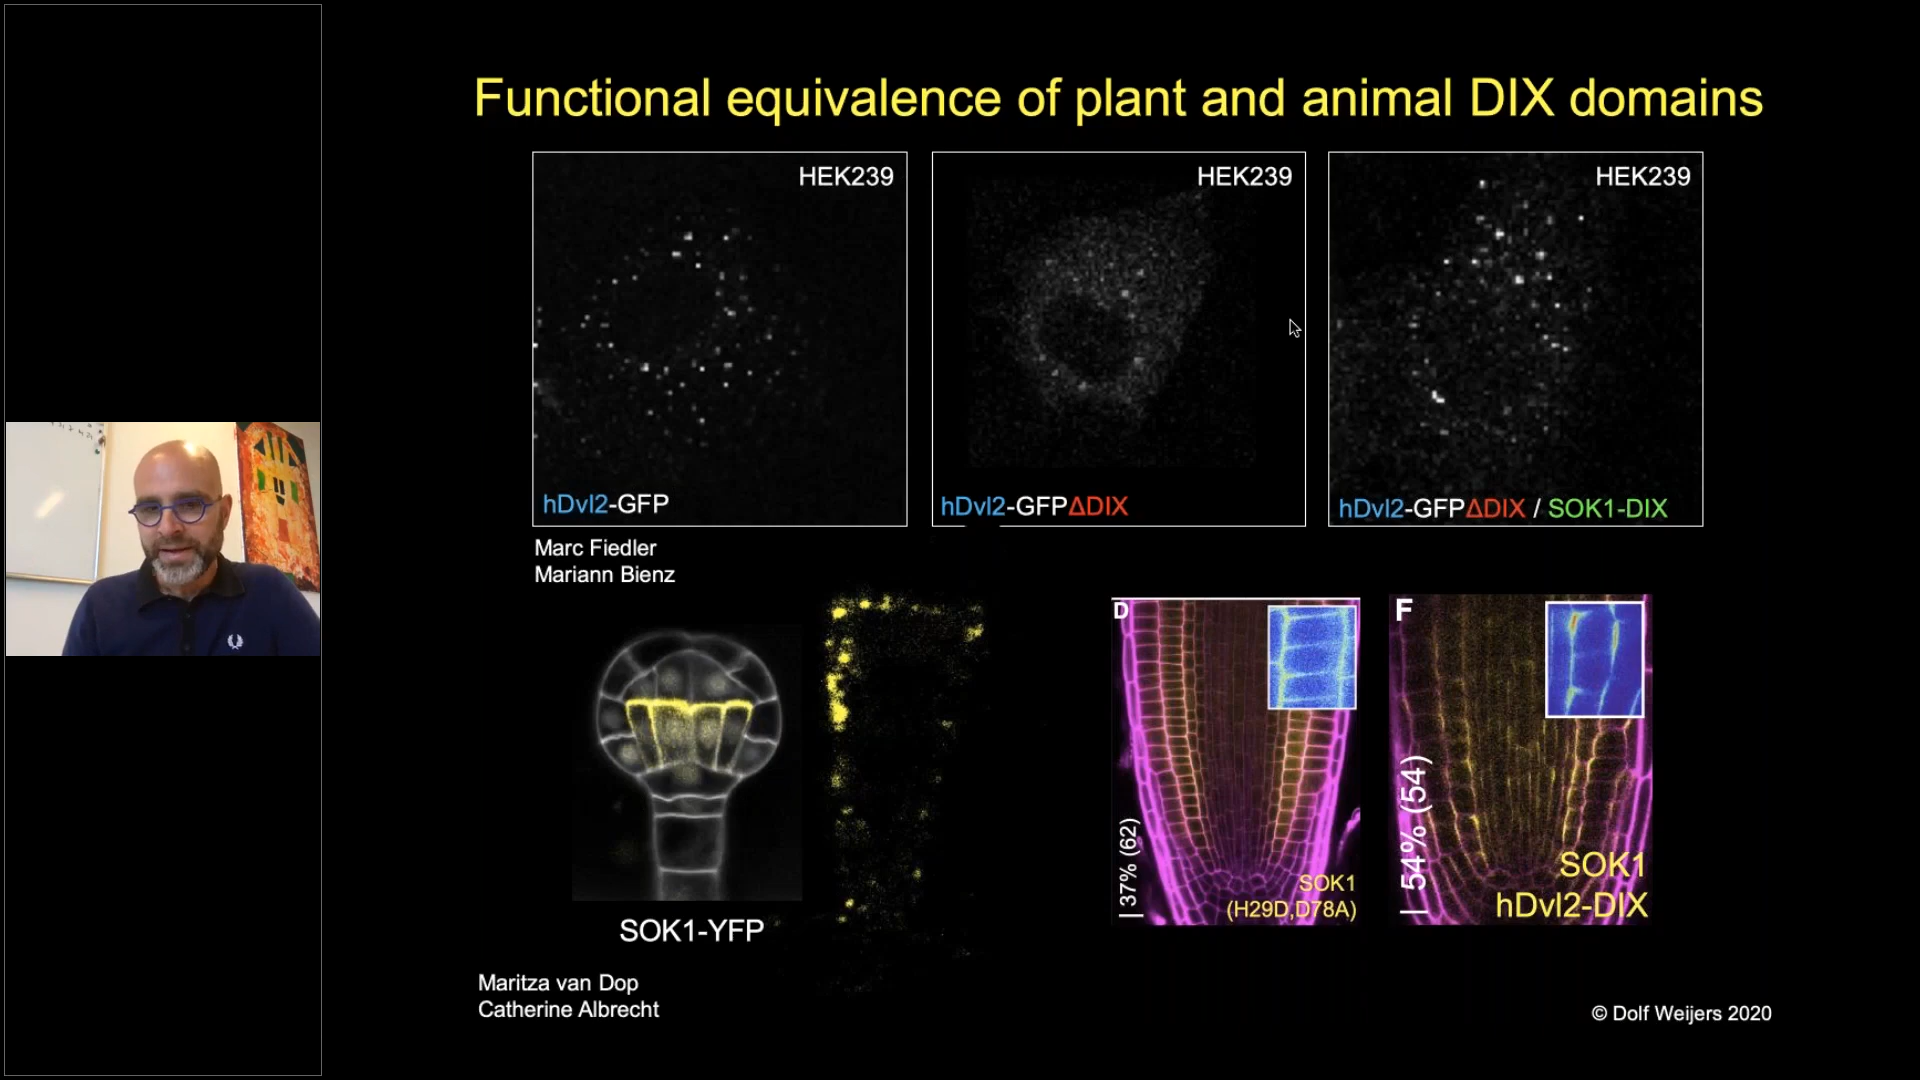 Functional equivalence of plant and animal DIX domains
HEK239
HEK239
HEK239
hDvl2-GFP
hDvl2-GFPΔDIX
hDvl2-GFPΔDIX / SOK1-DIX
Marc Fiedler
Mariann Bienz
D
F
37% (62)
54% (54)
SOK1
(H29D,D78A)
SOK1
hDvl2-DIX
SOK1-YFP
Maritza van Dop
Catherine Albrecht
© Dolf Weijers 2020